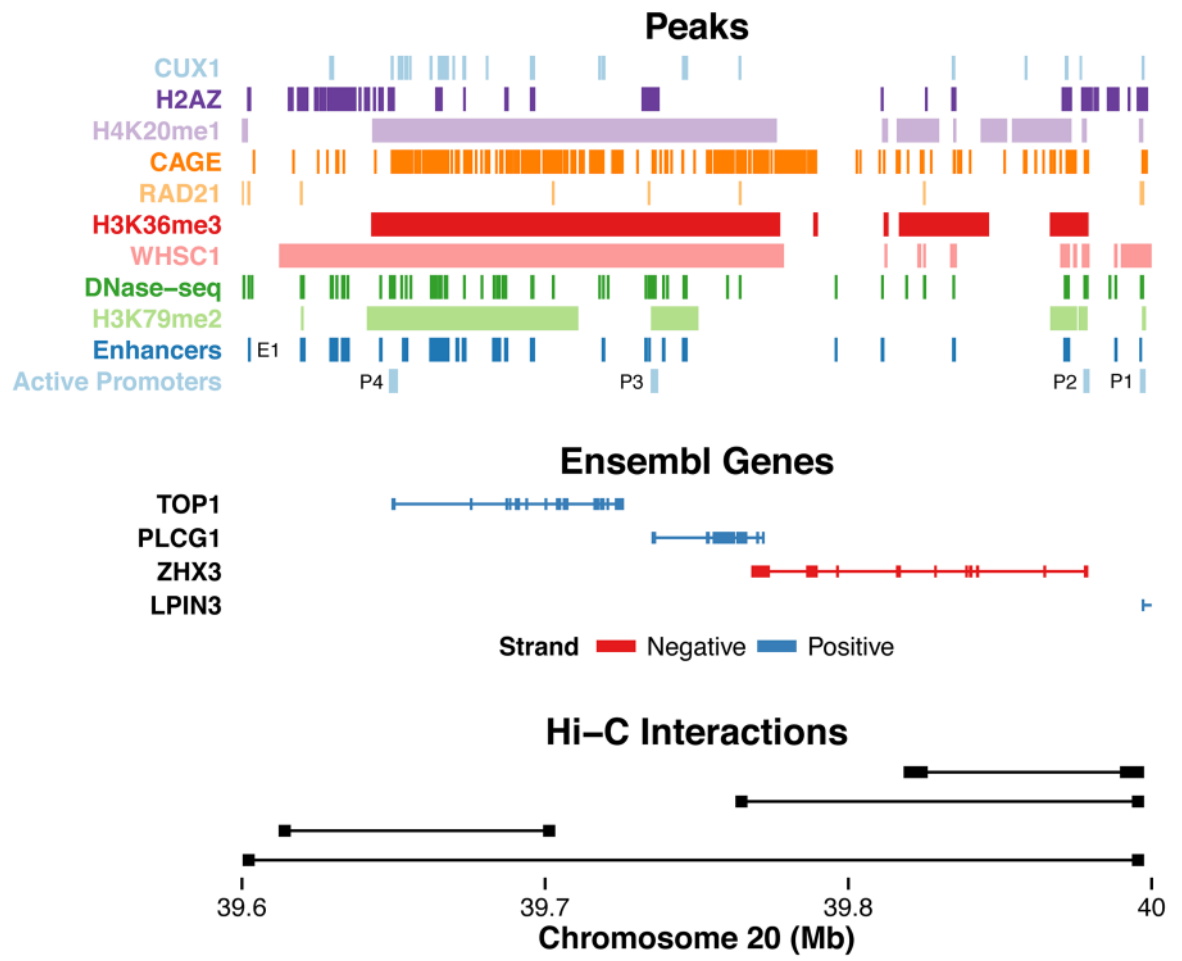 Peaks
CUX1
H2AZ
H4K20me1
CAGE
RAD21
H3K36me3
WHSC1
DNase–seq
H3K79me2
Enhancers E1
Active Promoters P4 P3 P2 P1
Ensembl Genes
TOP1
PLCG1
ZHX3
LPIN3
Strand Negative Positive
Hi–C Interactions
39.6 39.7 39.8 40
Chromosome 20 (Mb)